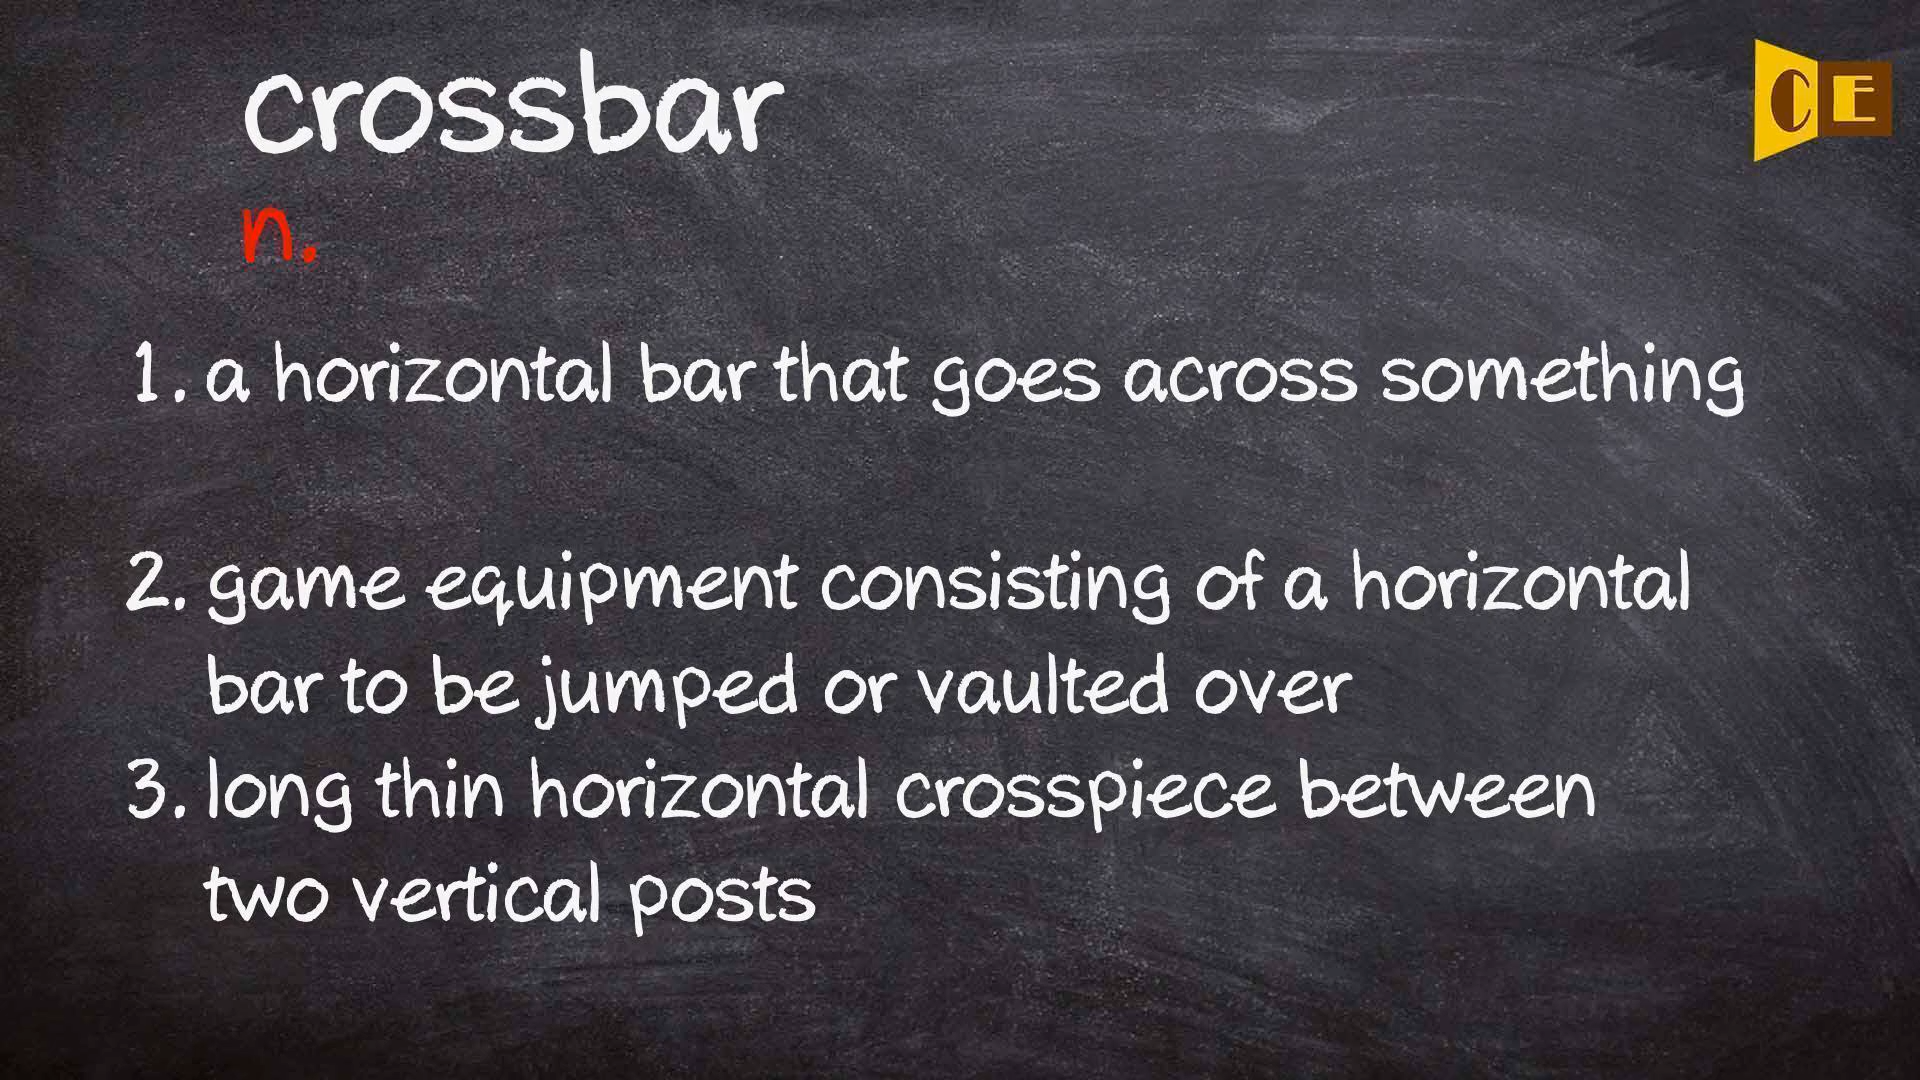 crossbar
CE
n.
1. a horizontal bar that goes across something
2. game equipment consisting of a horizontal
bar to be jumped or vaulted over
3. long thin horizontal crosspiece between
two vertical posts